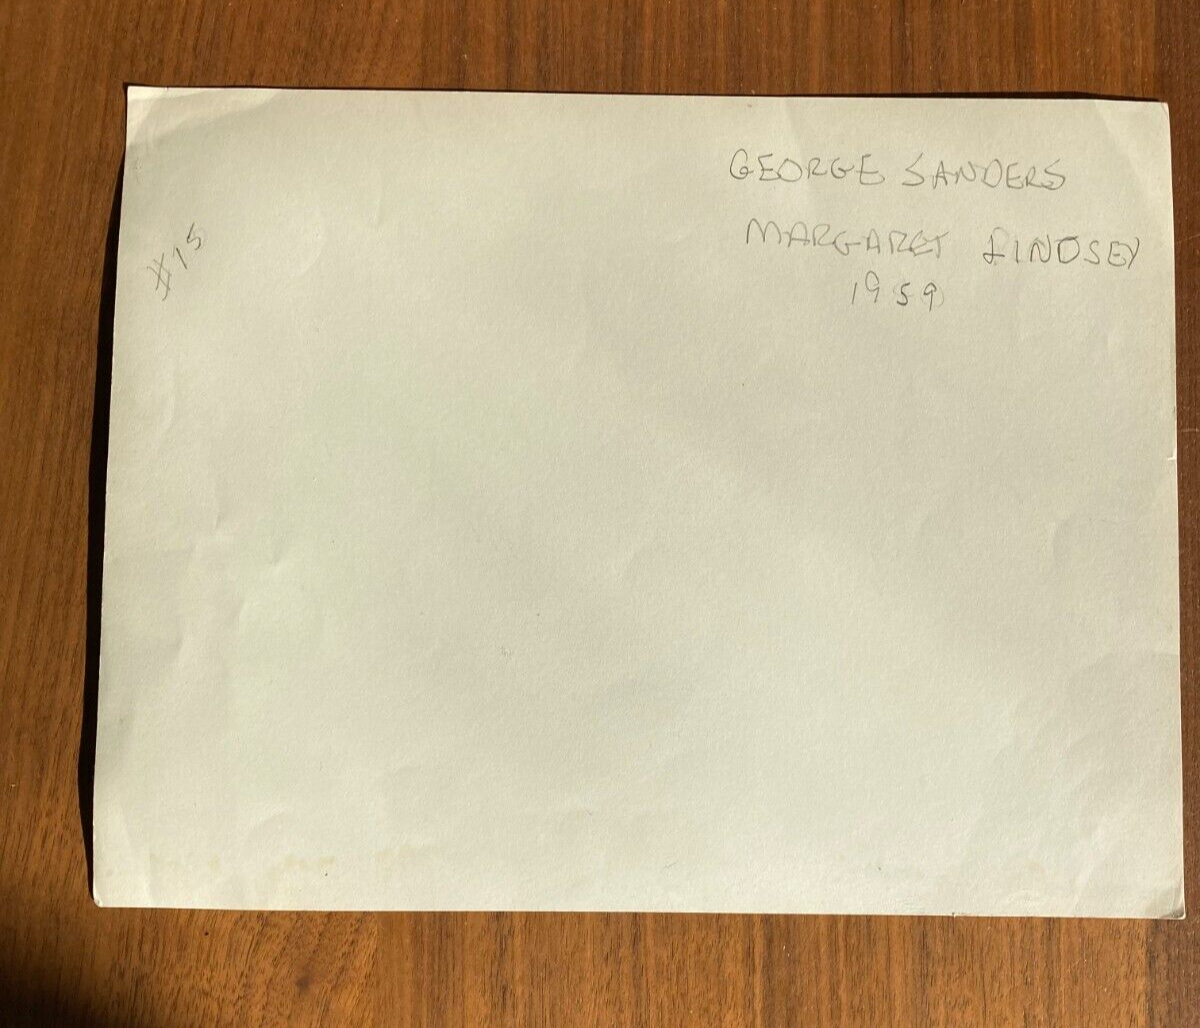 GEORGE SANDERS
MARGARET LINDSEY
1959
#15